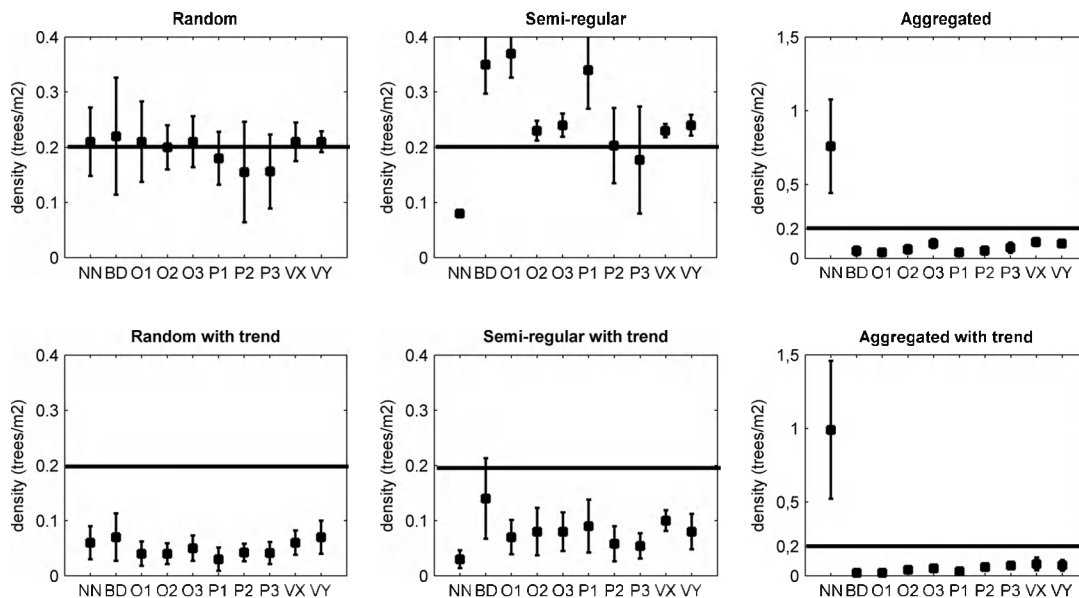 Random
Semi-regular
Aggregated
density (trees/m2)
0.4
0.3
0.2
0.1
0
NN BD O1 O2 O3 P1 P2 P3 VX VY
density (trees/m2)
0.4
0.3
0.2
0.1
0
NN BD O1 O2 O3 P1 P2 P3 VX VY
density (trees/m2)
1,5
1
0,5
0.2
0
NN BD O1 O2 O3 P1 P2 P3 VX VY
Random with trend
Semi-regular with trend
Aggregated with trend
density (trees/m2)
0.4
0.3
0.2
0.1
0
NN BD O1 O2 O3 P1 P2 P3 VX VY
density (trees/m2)
0.4
0.3
0.2
0.1
0
NN BD O1 O2 O3 P1 P2 P3 VX VY
density (trees/m2)
1,5
1
0,5
0,2
0
NN BD O1 O2 O3 P1 P2 P3 VX VY